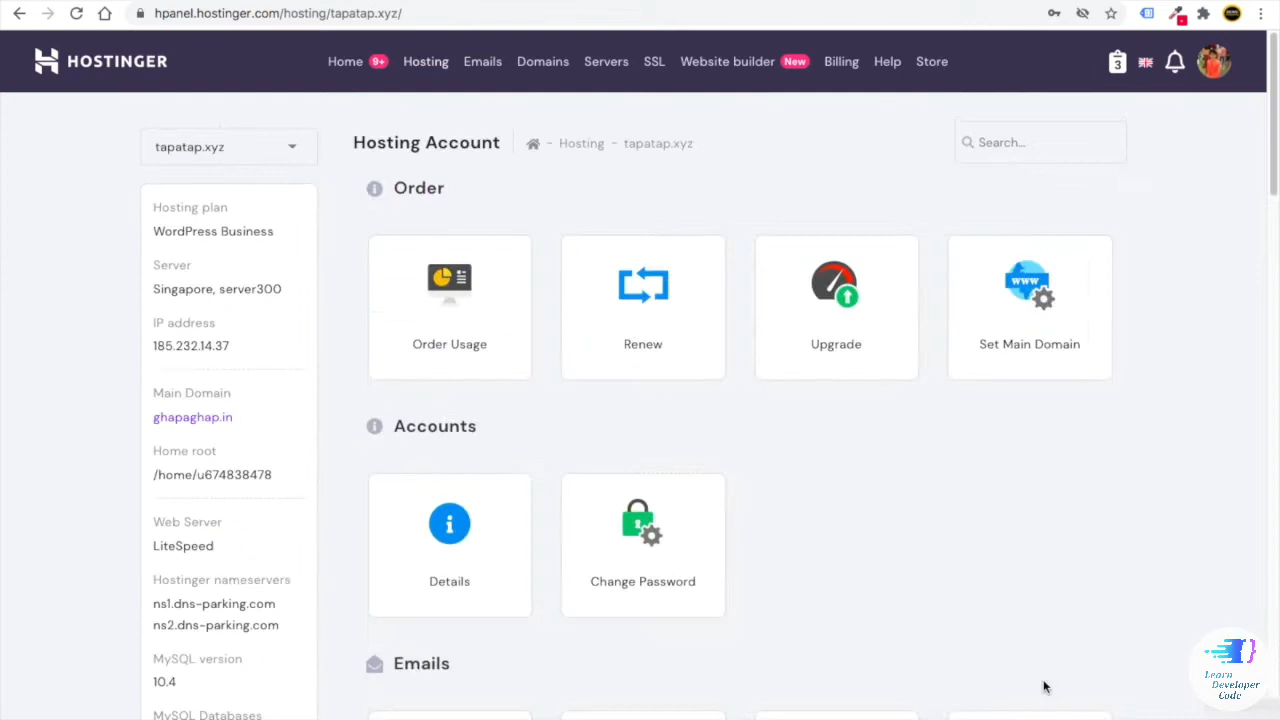 hpanel.hostinger.com/hosting/tapatap.xyz/
HOSTINGER
Home 9+ Hosting Emails Domains Servers SSL Website builder New Billing Help Store
3
tapatap.xyz
Hosting Account - Hosting - tapatap.xyz
Search...
Hosting plan
WordPress Business
Server
Singapore, server300
IP address
185.232.14.37
Main Domain
ghapaghap.in
Home root
/home/u674838478
Web Server
LiteSpeed
Hostinger nameservers
ns1.dns-parking.com
ns2.dns-parking.com
MySQL version
10.4
MySQL Databases
Order
Order Usage
Renew
Upgrade
www
Set Main Domain
Accounts
Details
Change Password
Emails
Learn
Developer
Code